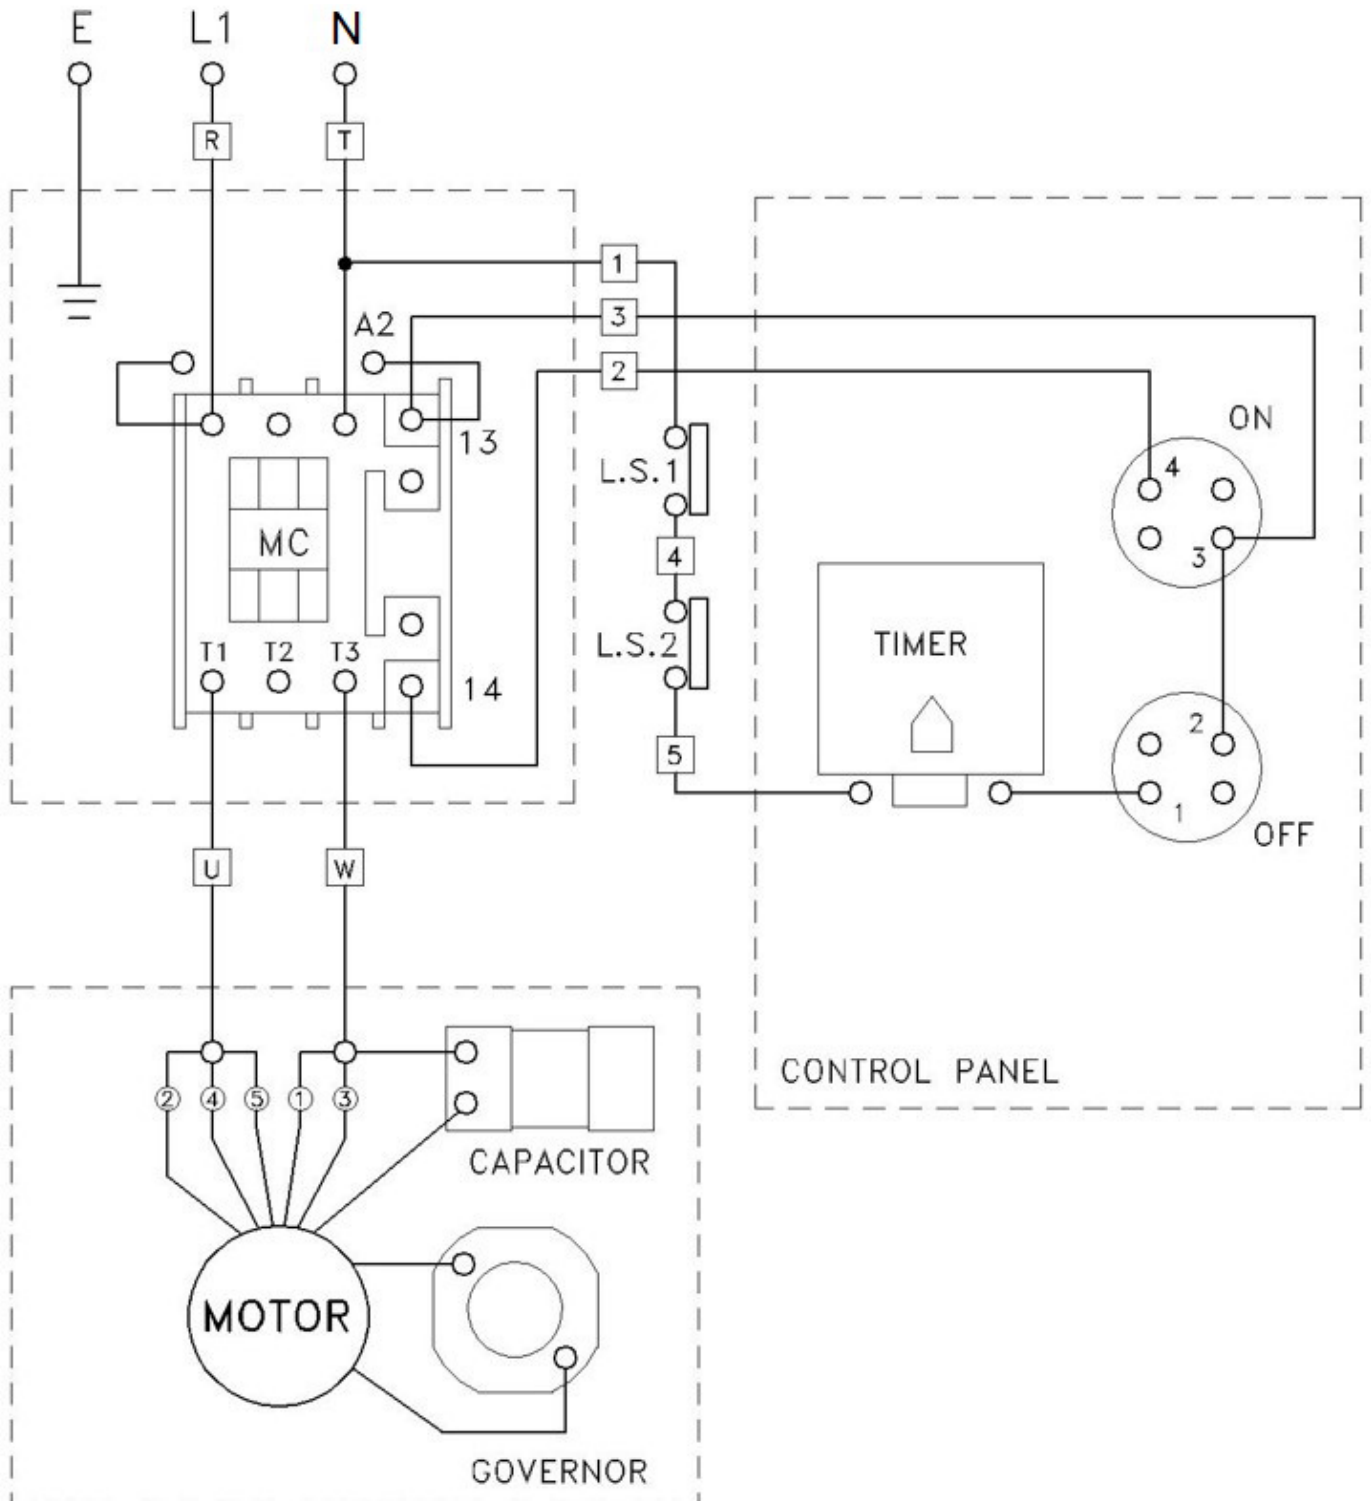 E L1 N
R T
1
3
A2
2
ON
13
4
L.S.1
MC
4
3
TIMER
L.S.2
T1 T2 T3
14
2
5
1
OFF
U W
CONTROL PANEL
2 4 5 1 3
CAPACITOR
MOTOR
GOVERNOR